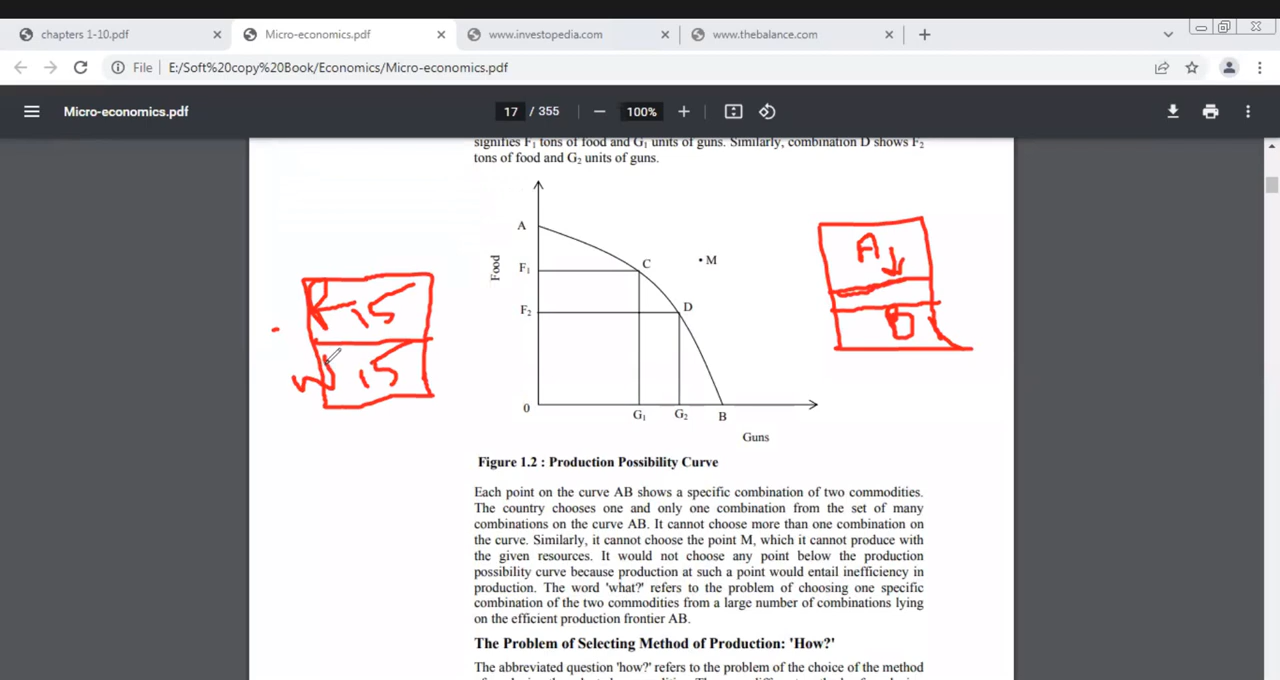 chapters 1-10.pdf
Micro-economics.pdf
www.investopedia.com
www.thebalance.com
File
E:/Soft%20copy%20Book/Economics/Micro-economics.pdf
Micro-economics.pdf
17 / 355
100%
signifies F₁ tons of food and G₁ units of guns. Similarly, combination D shows F₂
tons of food and G₂ units of guns.
A
F₁
F₂
0
Food
C
D
•M
G₁
G₂
B
Guns
R 15
W 15
A↓
B
Figure 1.2 : Production Possibility Curve
Each point on the curve AB shows a specific combination of two commodities.
The country chooses one and only one combination from the set of many
combinations on the curve AB. It cannot choose more than one combination on
the curve. Similarly, it cannot choose the point M, which it cannot produce with
the given resources. It would not choose any point below the production
possibility curve because production at such a point would entail inefficiency in
production. The word 'what?' refers to the problem of choosing one specific
combination of the two commodities from a large number of combinations lying
on the efficient production frontier AB.
The Problem of Selecting Method of Production: 'How?'
The abbreviated question 'how?' refers to the problem of the choice of the method